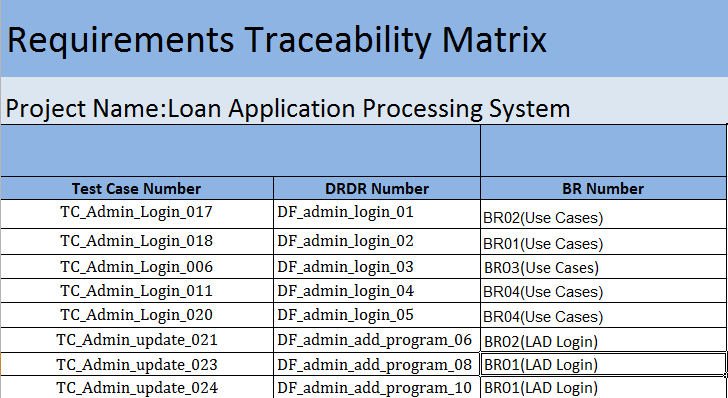 Requirements Traceability Matrix
Project Name:Loan Application Processing System
Test Case Number DRDR Number BR Number
TC_Admin_Login_017 DF_admin_login_01 BR02(Use Cases)
TC_Admin_Login_018 DF_admin_login_02 BR01(Use Cases)
TC_Admin_Login_006 DF_admin_login_03 BR03(Use Cases)
TC_Admin_Login_011 DF_admin_login_04 BR04(Use Cases)
TC_Admin_Login_020 DF_admin_login_05 BR04(Use Cases)
TC_Admin_update_021 DF_admin_add_program_06 BR02(LAD Login)
TC_Admin_update_023 DF_admin_add_program_08 BR01(LAD Login)
TC_Admin_update_024 DF_admin_add_program_10 BR01(LAD Login)